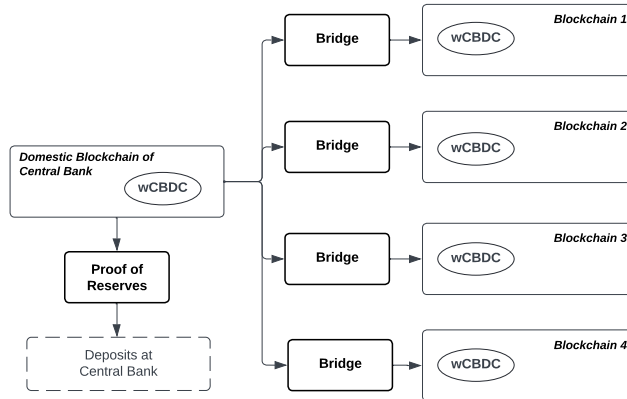 Bridge
wCBDC
Blockchain 1
Bridge
wCBDC
Blockchain 2
Domestic Blockchain of
Central Bank
wCBDC
Bridge
wCBDC
Blockchain 3
Proof of
Reserves
Bridge
wCBDC
Blockchain 4
Deposits at
Central Bank